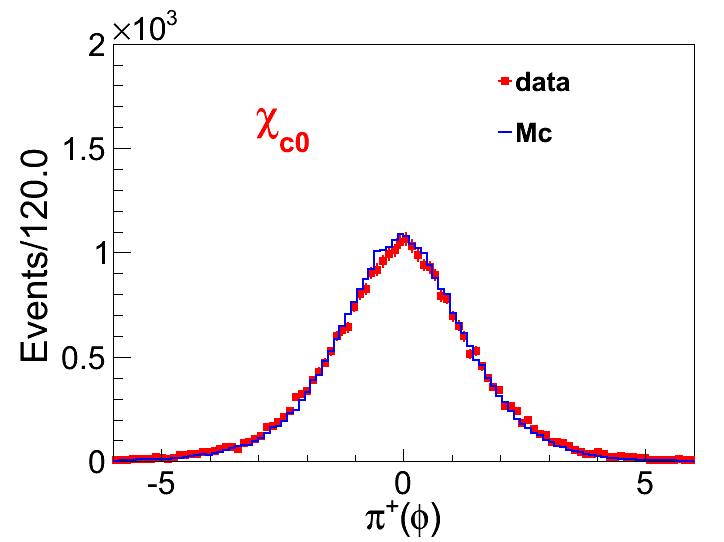 ×10³
2
1.5
1
0.5
0
Events/120.0
χc0
data
Mc
-5 0 5
π⁺(ϕ)